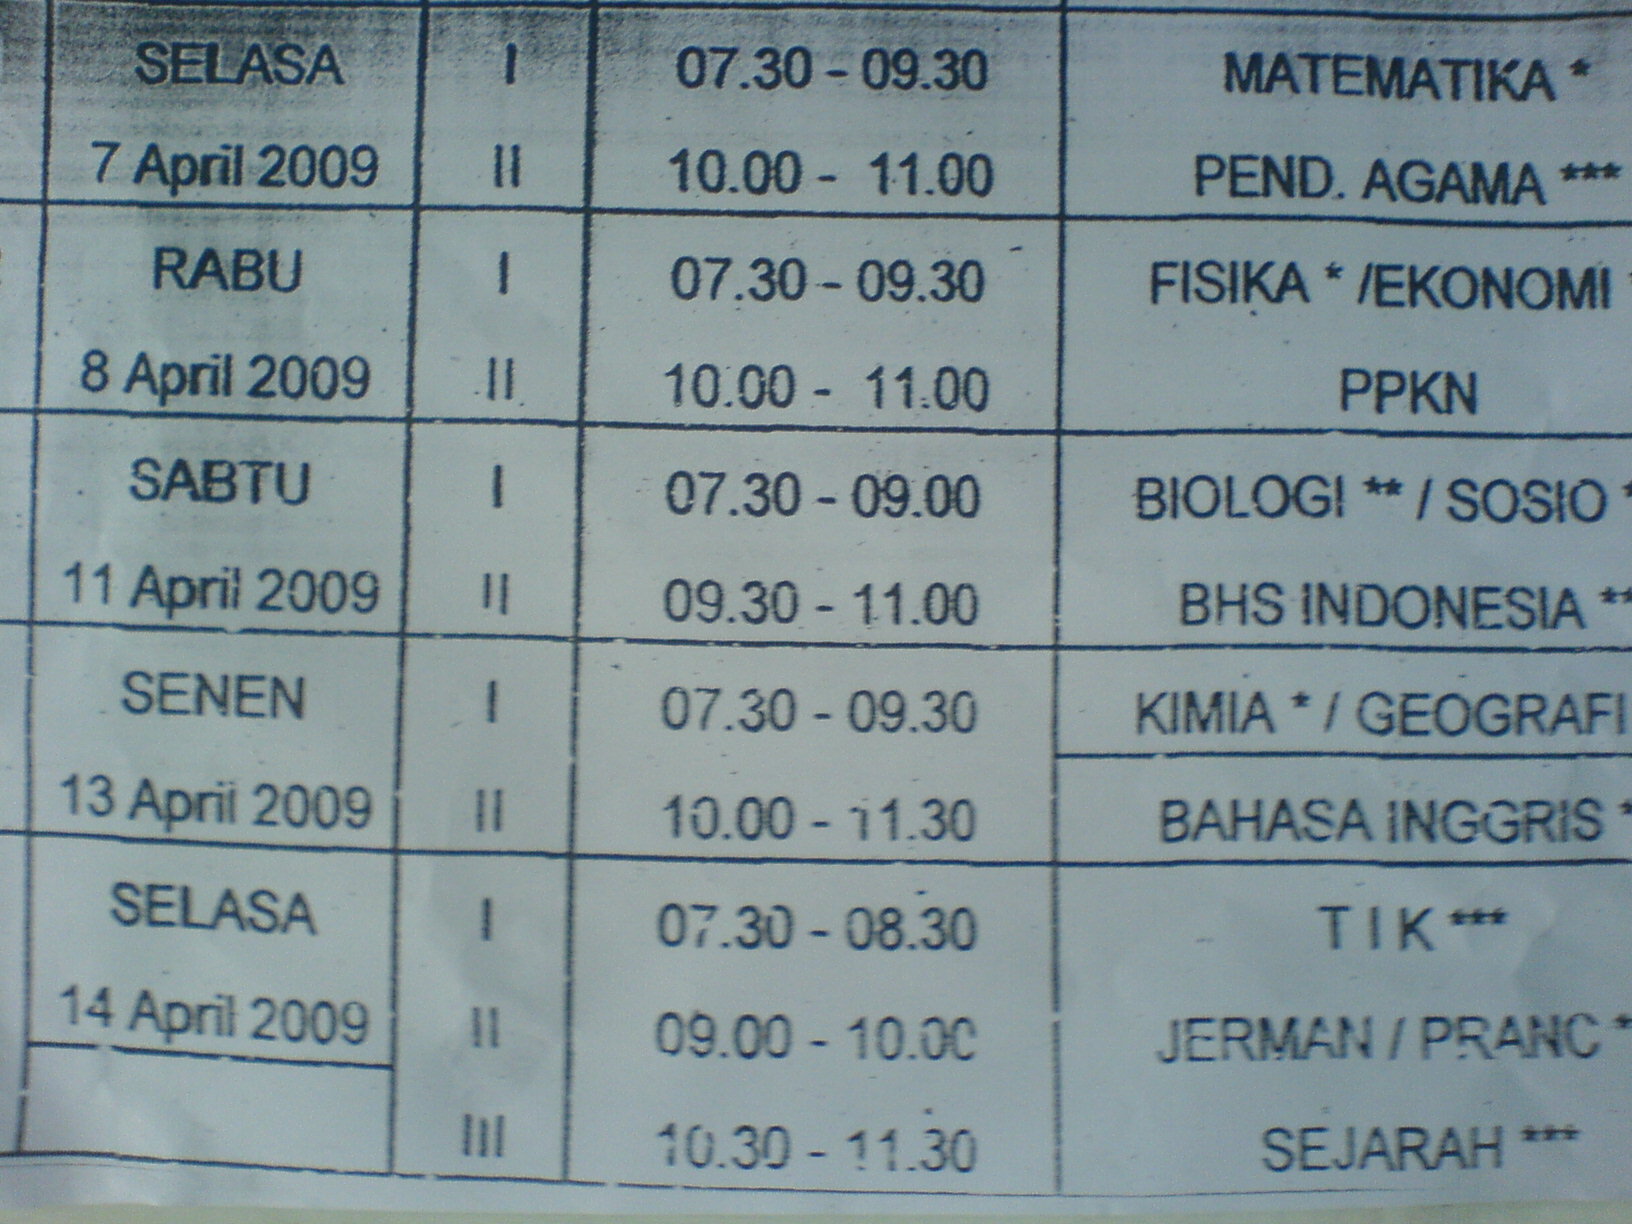 SELASA I 07.30 - 09.30 MATEMATIKA *
7 April 2009 II 10.00 - 11.00 PEND. AGAMA ***
RABU I 07.30 - 09.30 FISIKA * /EKONOMI *
8 April 2009 II 10.00 - 11.00 PPKN
SABTU I 07.30 - 09.00 BIOLOGI ** / SOSIO *
11 April 2009 II 09.30 - 11.00 BHS INDONESIA **
SENEN I 07.30 - 09.30 KIMIA * / GEOGRAFI
13 April 2009 II 10.00 - 11.30 BAHASA INGGRIS *
SELASA I 07.30 - 08.30 T I K ***
14 April 2009 II 09.00 - 10.00 JERMAN / PRANC *
III 10.30 - 11.30 SEJARAH ***